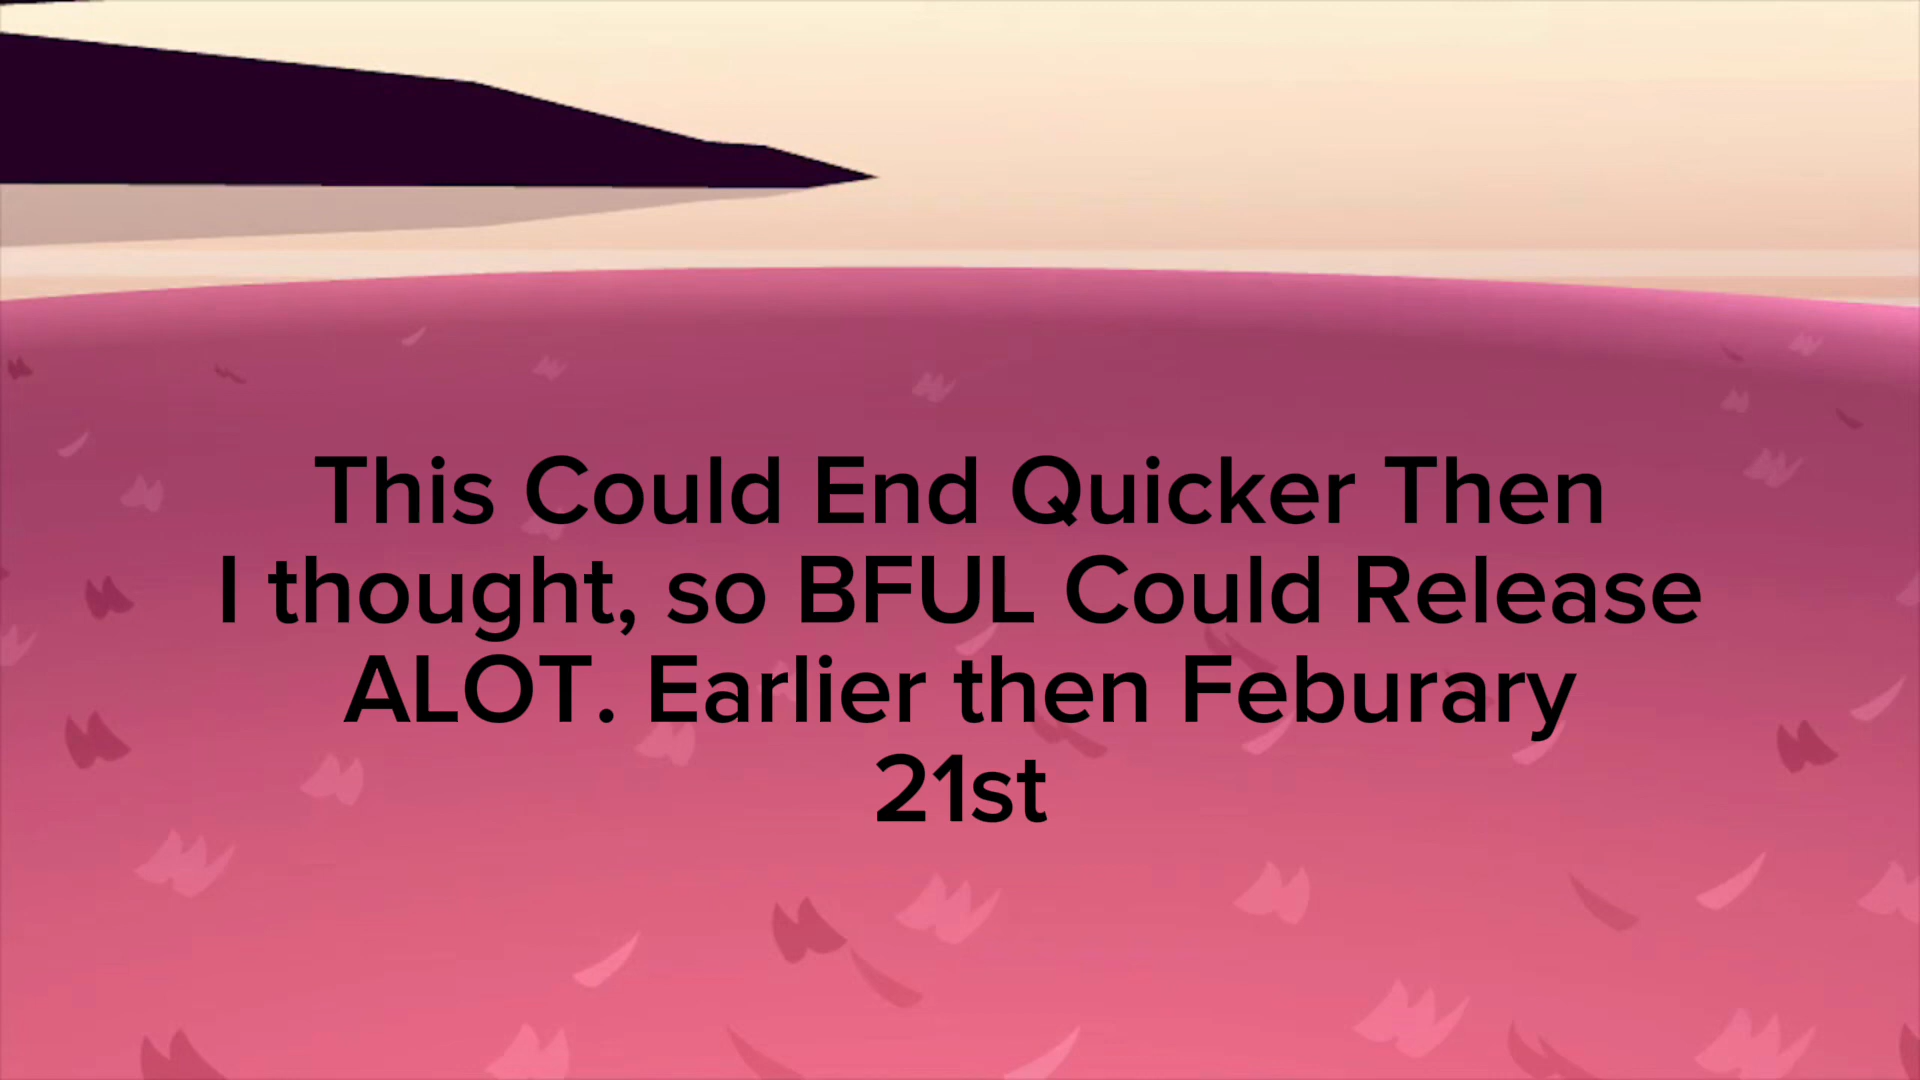 This Could End Quicker Then
I thought, so BFUL Could Release
ALOT. Earlier then Feburary
21st